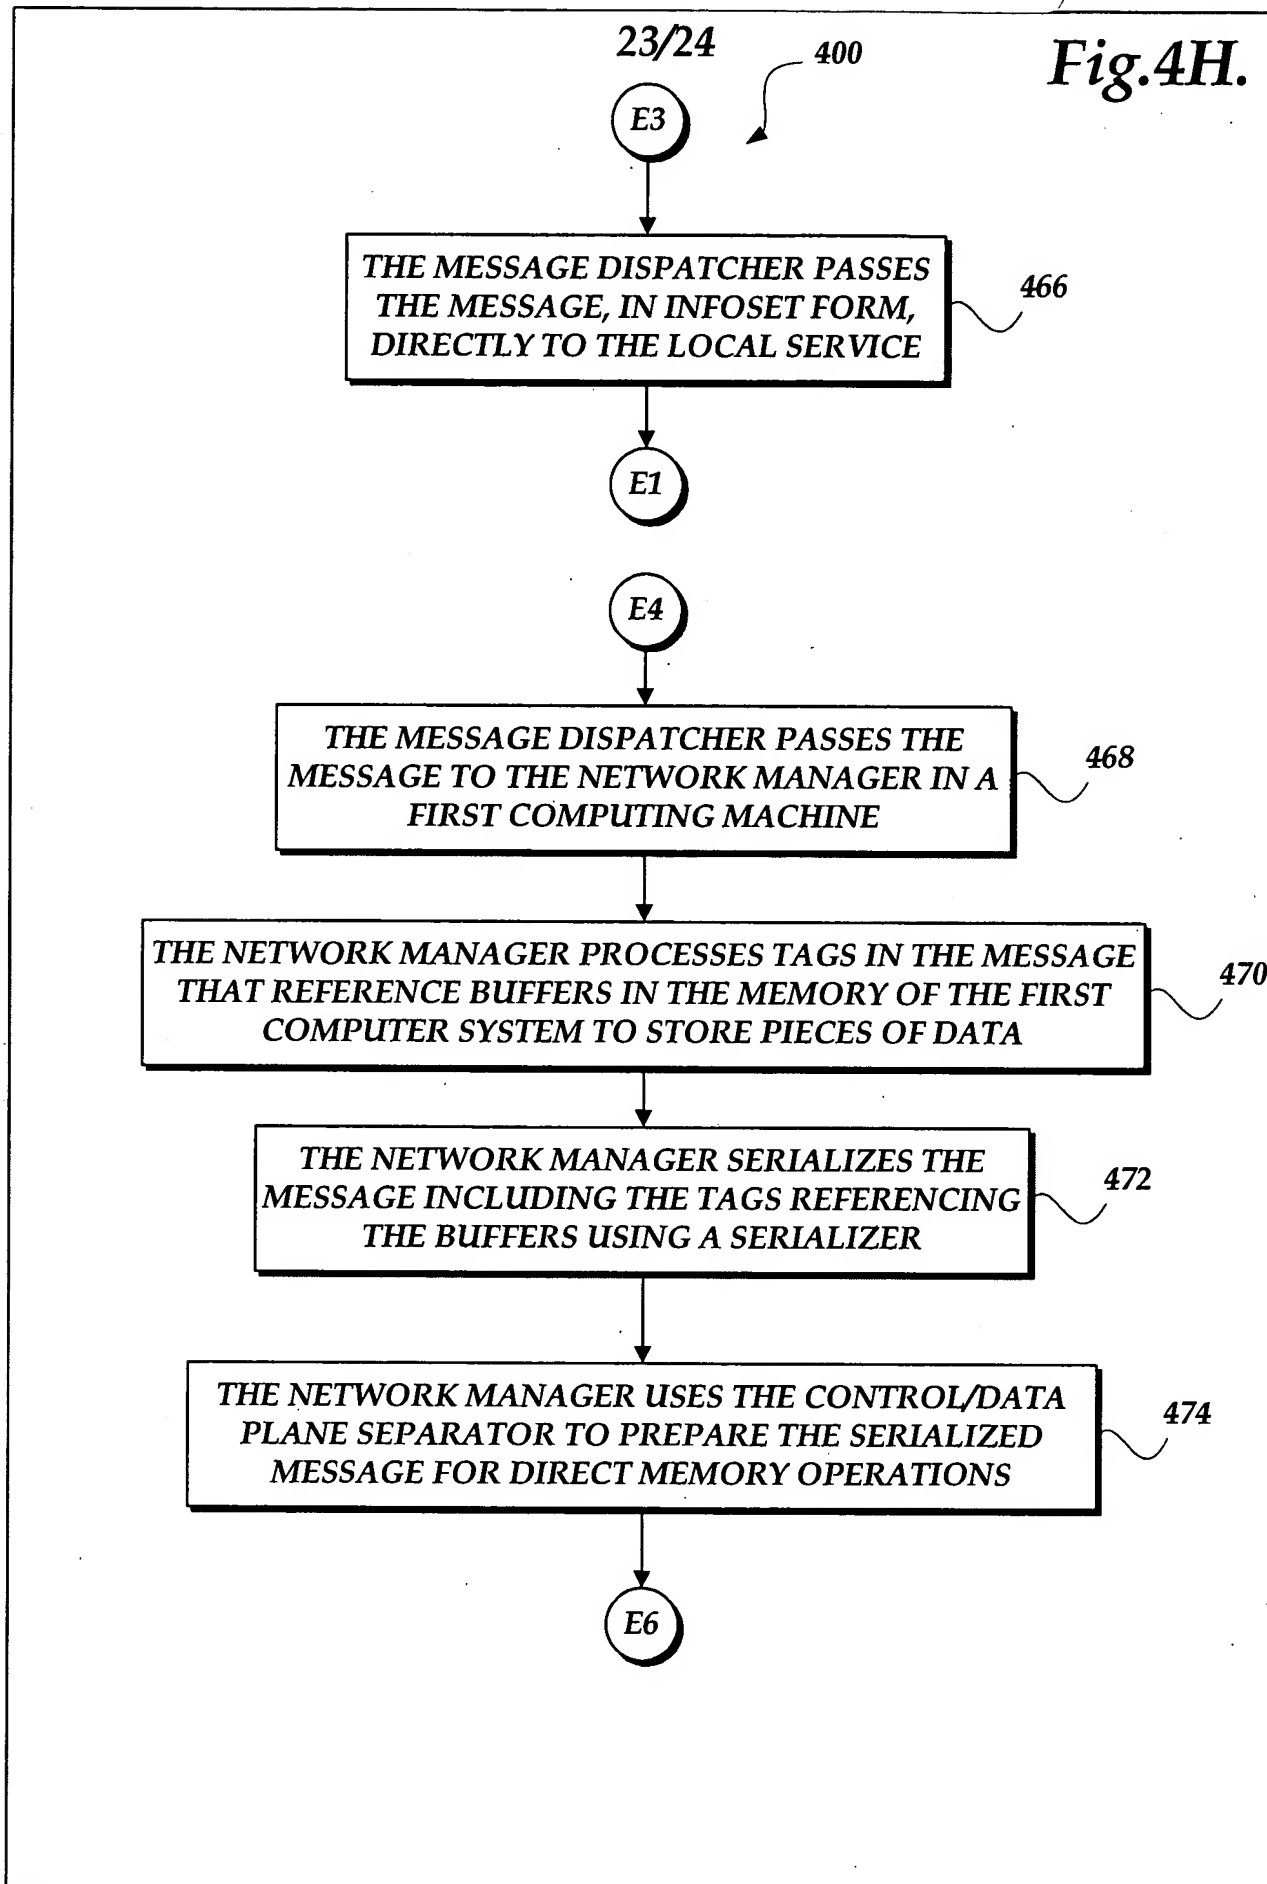 23/24
400
Fig.4H.
E3
THE MESSAGE DISPATCHER PASSES
THE MESSAGE, IN INFOSET FORM,
DIRECTLY TO THE LOCAL SERVICE
466
E1
E4
THE MESSAGE DISPATCHER PASSES THE
MESSAGE TO THE NETWORK MANAGER IN A
FIRST COMPUTING MACHINE
468
THE NETWORK MANAGER PROCESSES TAGS IN THE MESSAGE
THAT REFERENCE BUFFERS IN THE MEMORY OF THE FIRST
COMPUTER SYSTEM TO STORE PIECES OF DATA
470
THE NETWORK MANAGER SERIALIZES THE
MESSAGE INCLUDING THE TAGS REFERENCING
THE BUFFERS USING A SERIALIZER
472
THE NETWORK MANAGER USES THE CONTROL/DATA
PLANE SEPARATOR TO PREPARE THE SERIALIZED
MESSAGE FOR DIRECT MEMORY OPERATIONS
474
E6